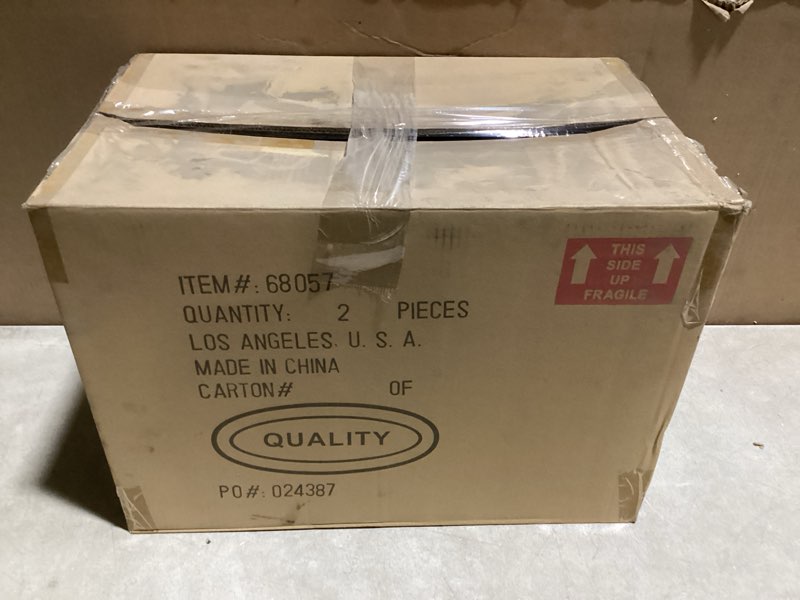 THIS
SIDE
UP
FRAGILE
ITEM#: 68057
QUANTITY: 2 PIECES
LOS ANGELES. U. S. A.
MADE IN CHINA
CARTON# OF
QUALITY
PO#: 024387